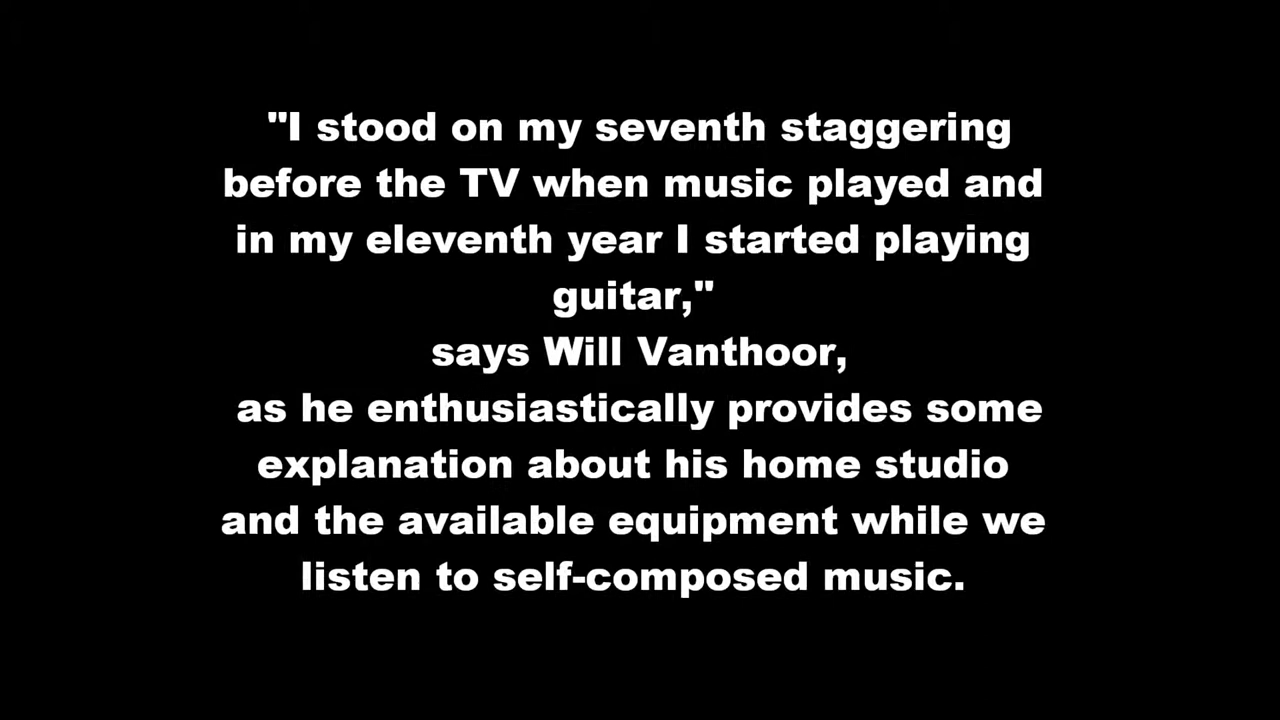 "I stood on my seventh staggering
before the TV when music played and
in my eleventh year I started playing
guitar,"
says Will Vanthoor,
as he enthusiastically provides some
explanation about his home studio
and the available equipment while we
listen to self-composed music.